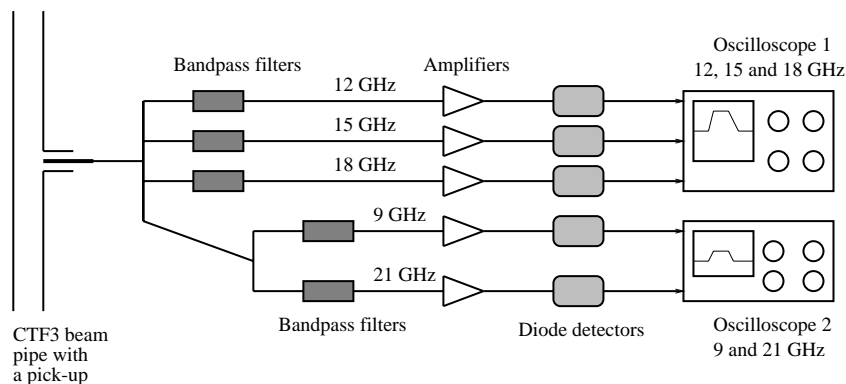 Oscilloscope 1
12, 15 and 18 GHz
Bandpass filters
Amplifiers
12 GHz
15 GHz
18 GHz
9 GHz
21 GHz
Bandpass filters
Diode detectors
Oscilloscope 2
9 and 21 GHz
CTF3 beam
pipe with
a pick-up